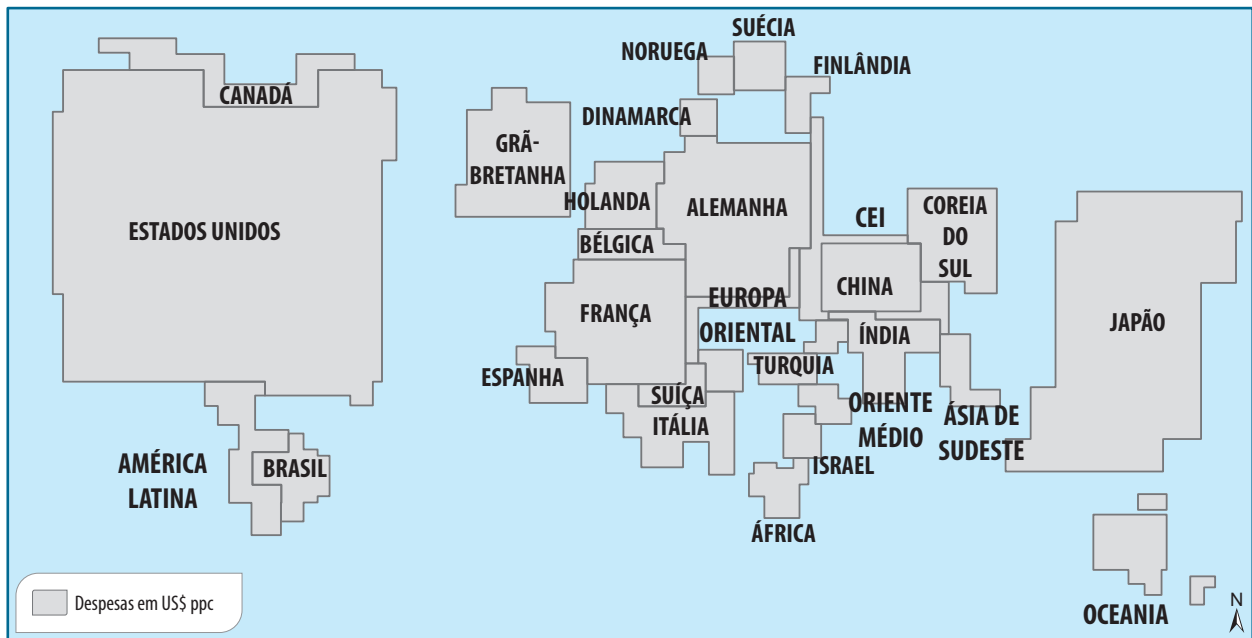 SUÉCIA
NORUEGA
FINLÂNDIA
CANADÁ
DINAMARCA
GRÃ-
BRETANHA
HOLANDA
ALEMANHA
ESTADOS UNIDOS
BÉLGICA
CEI
COREIA
DO
SUL
CHINA
FRANÇA
EUROPA
ORIENTAL
JAPÃO
ÍNDIA
TURQUIA
ESPANHA
SUÍÇA
ITÁLIA
ORIENTE
MÉDIO
ÁSIA DE
SUDESTE
AMÉRICA
LATINA
BRASIL
ISRAEL
ÁFRICA
OCEANIA
Despesas em US$ ppc
N